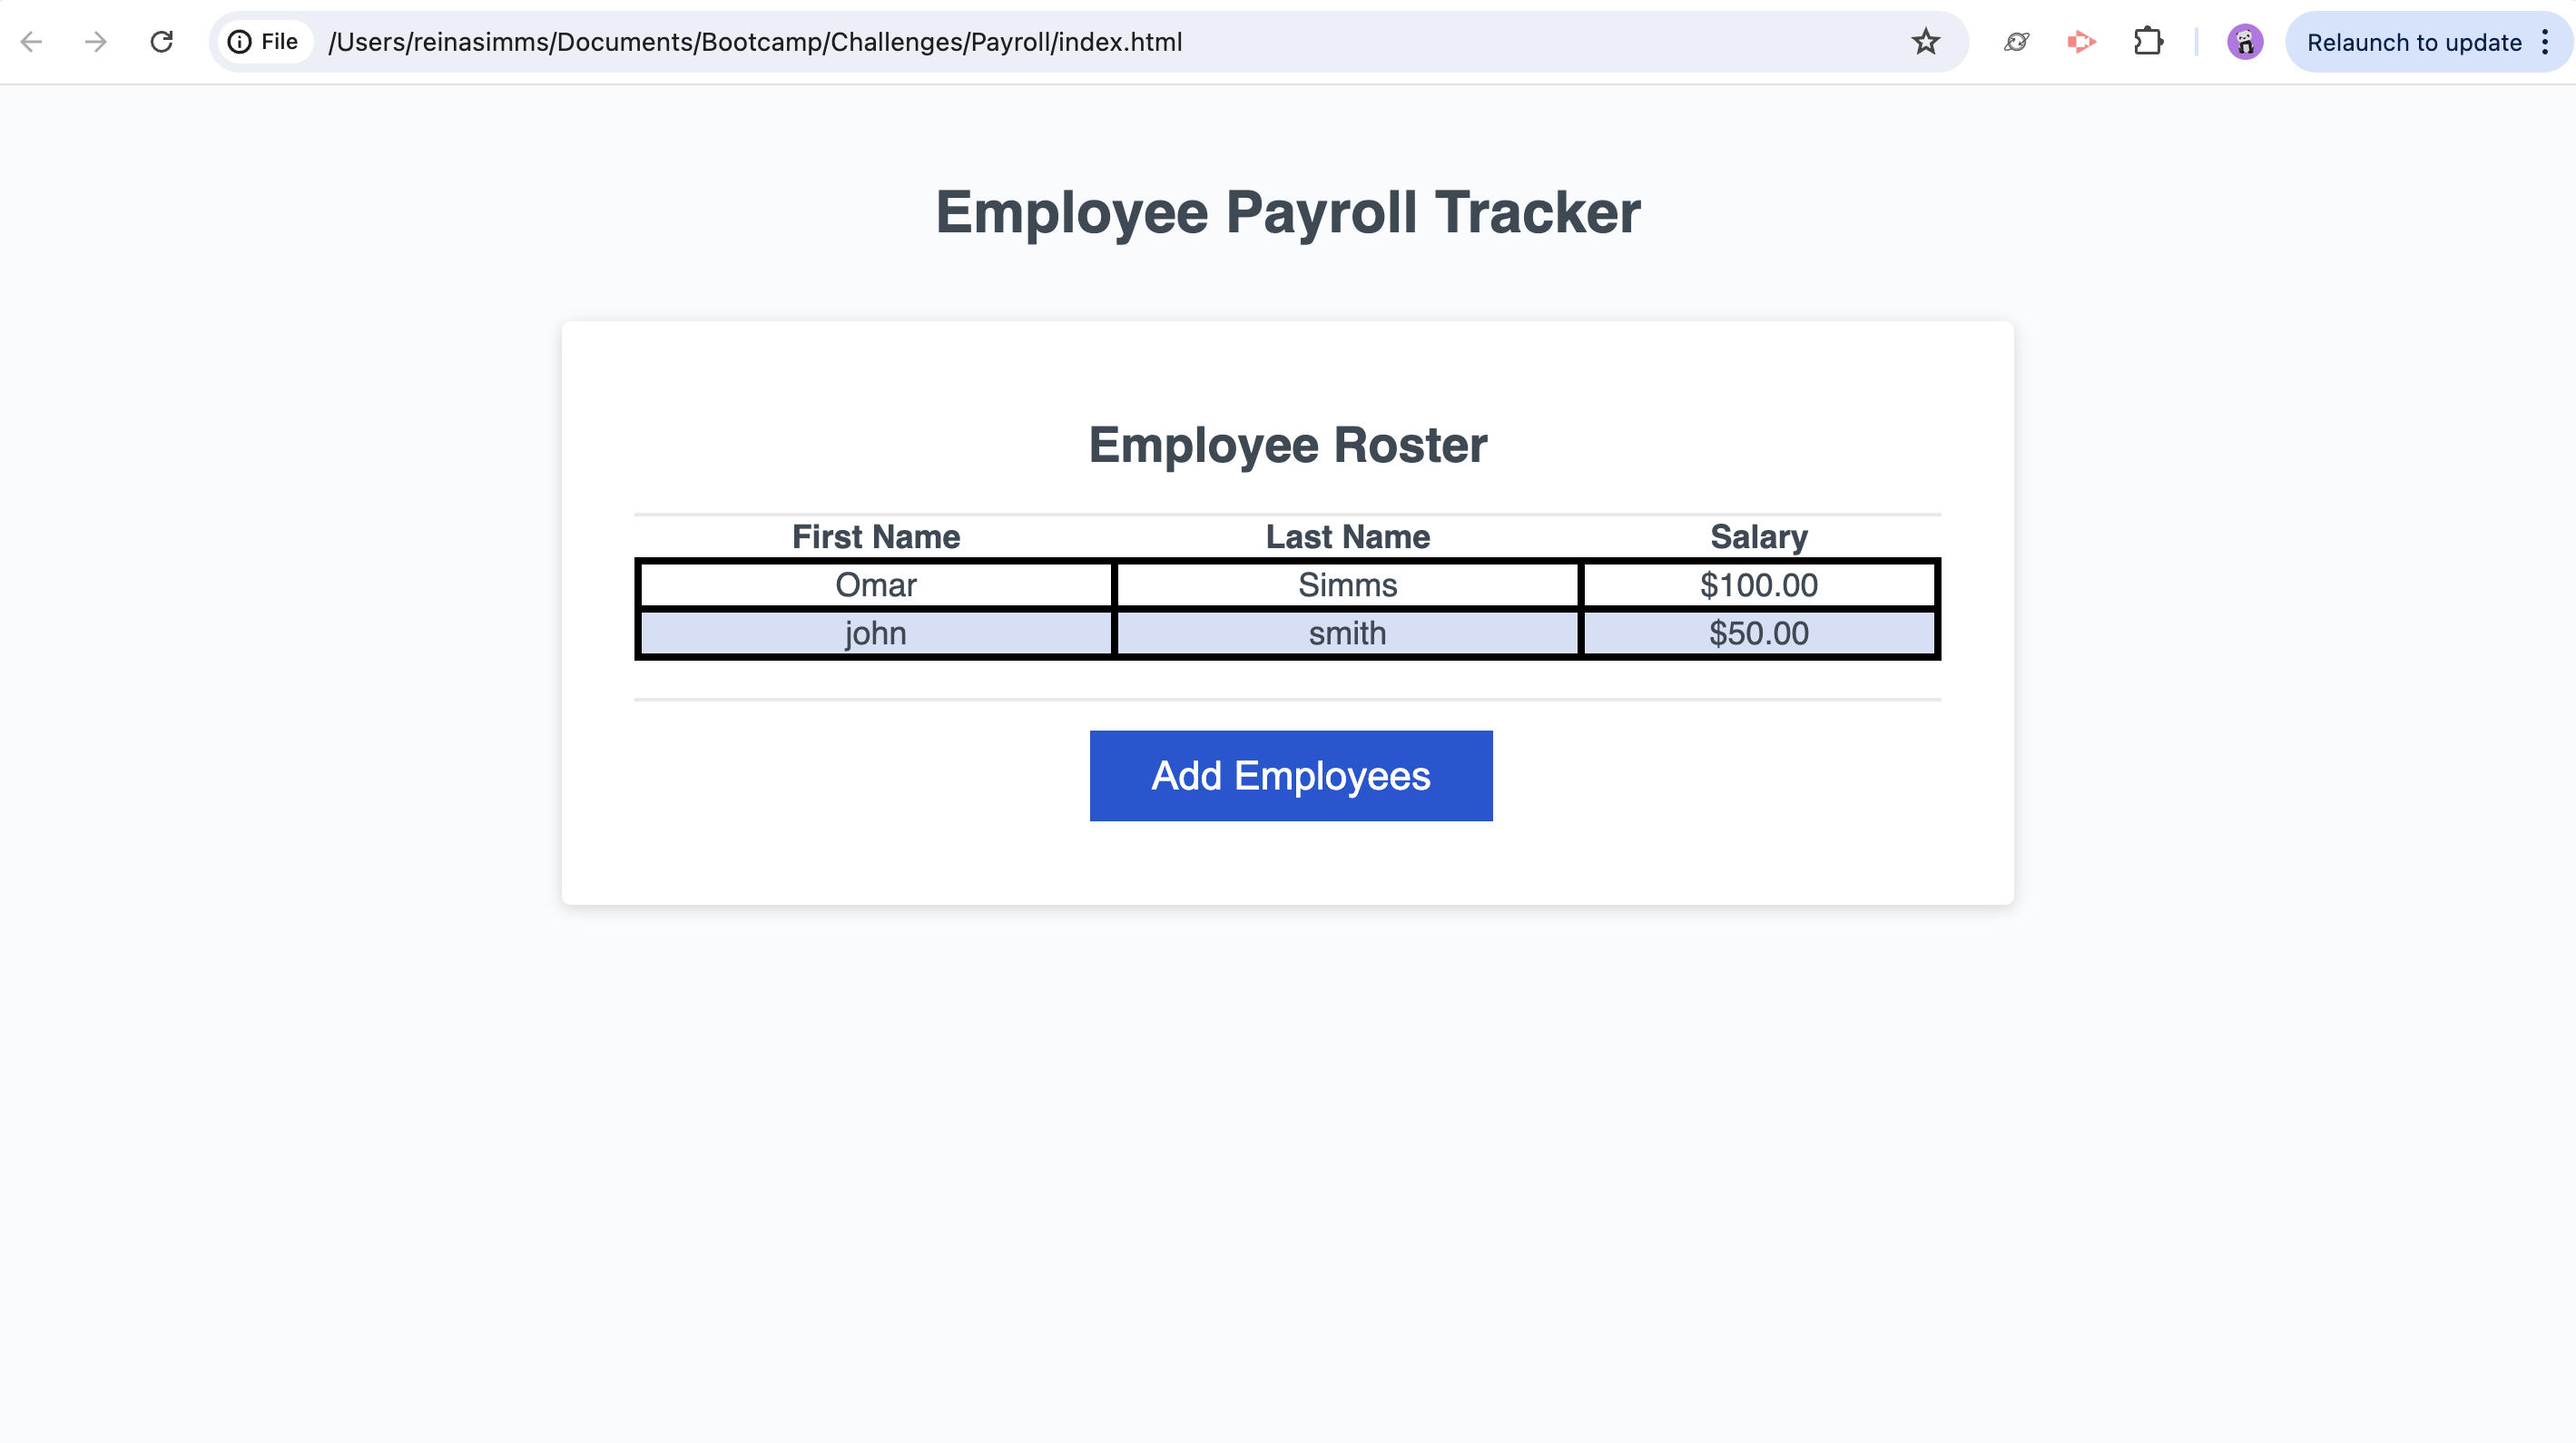 File /Users/reinasimms/Documents/Bootcamp/Challenges/Payroll/index.html Relaunch to update
Employee Payroll Tracker
Employee Roster
First Name Last Name Salary
Omar Simms $100.00
john smith $50.00
Add Employees